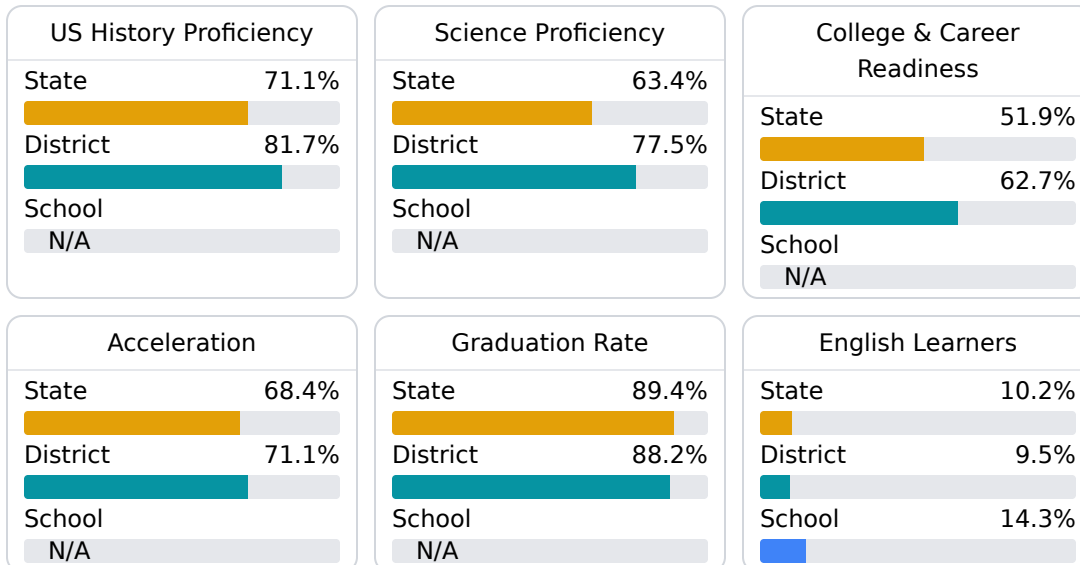 US History Proficiency
State 71.1%
District 81.7%
School
N/A
Science Proficiency
State 63.4%
District 77.5%
School
N/A
College & Career
Readiness
State 51.9%
District 62.7%
School
N/A
Acceleration
State 68.4%
District 71.1%
School
N/A
Graduation Rate
State 89.4%
District 88.2%
School
N/A
English Learners
State 10.2%
District 9.5%
School 14.3%